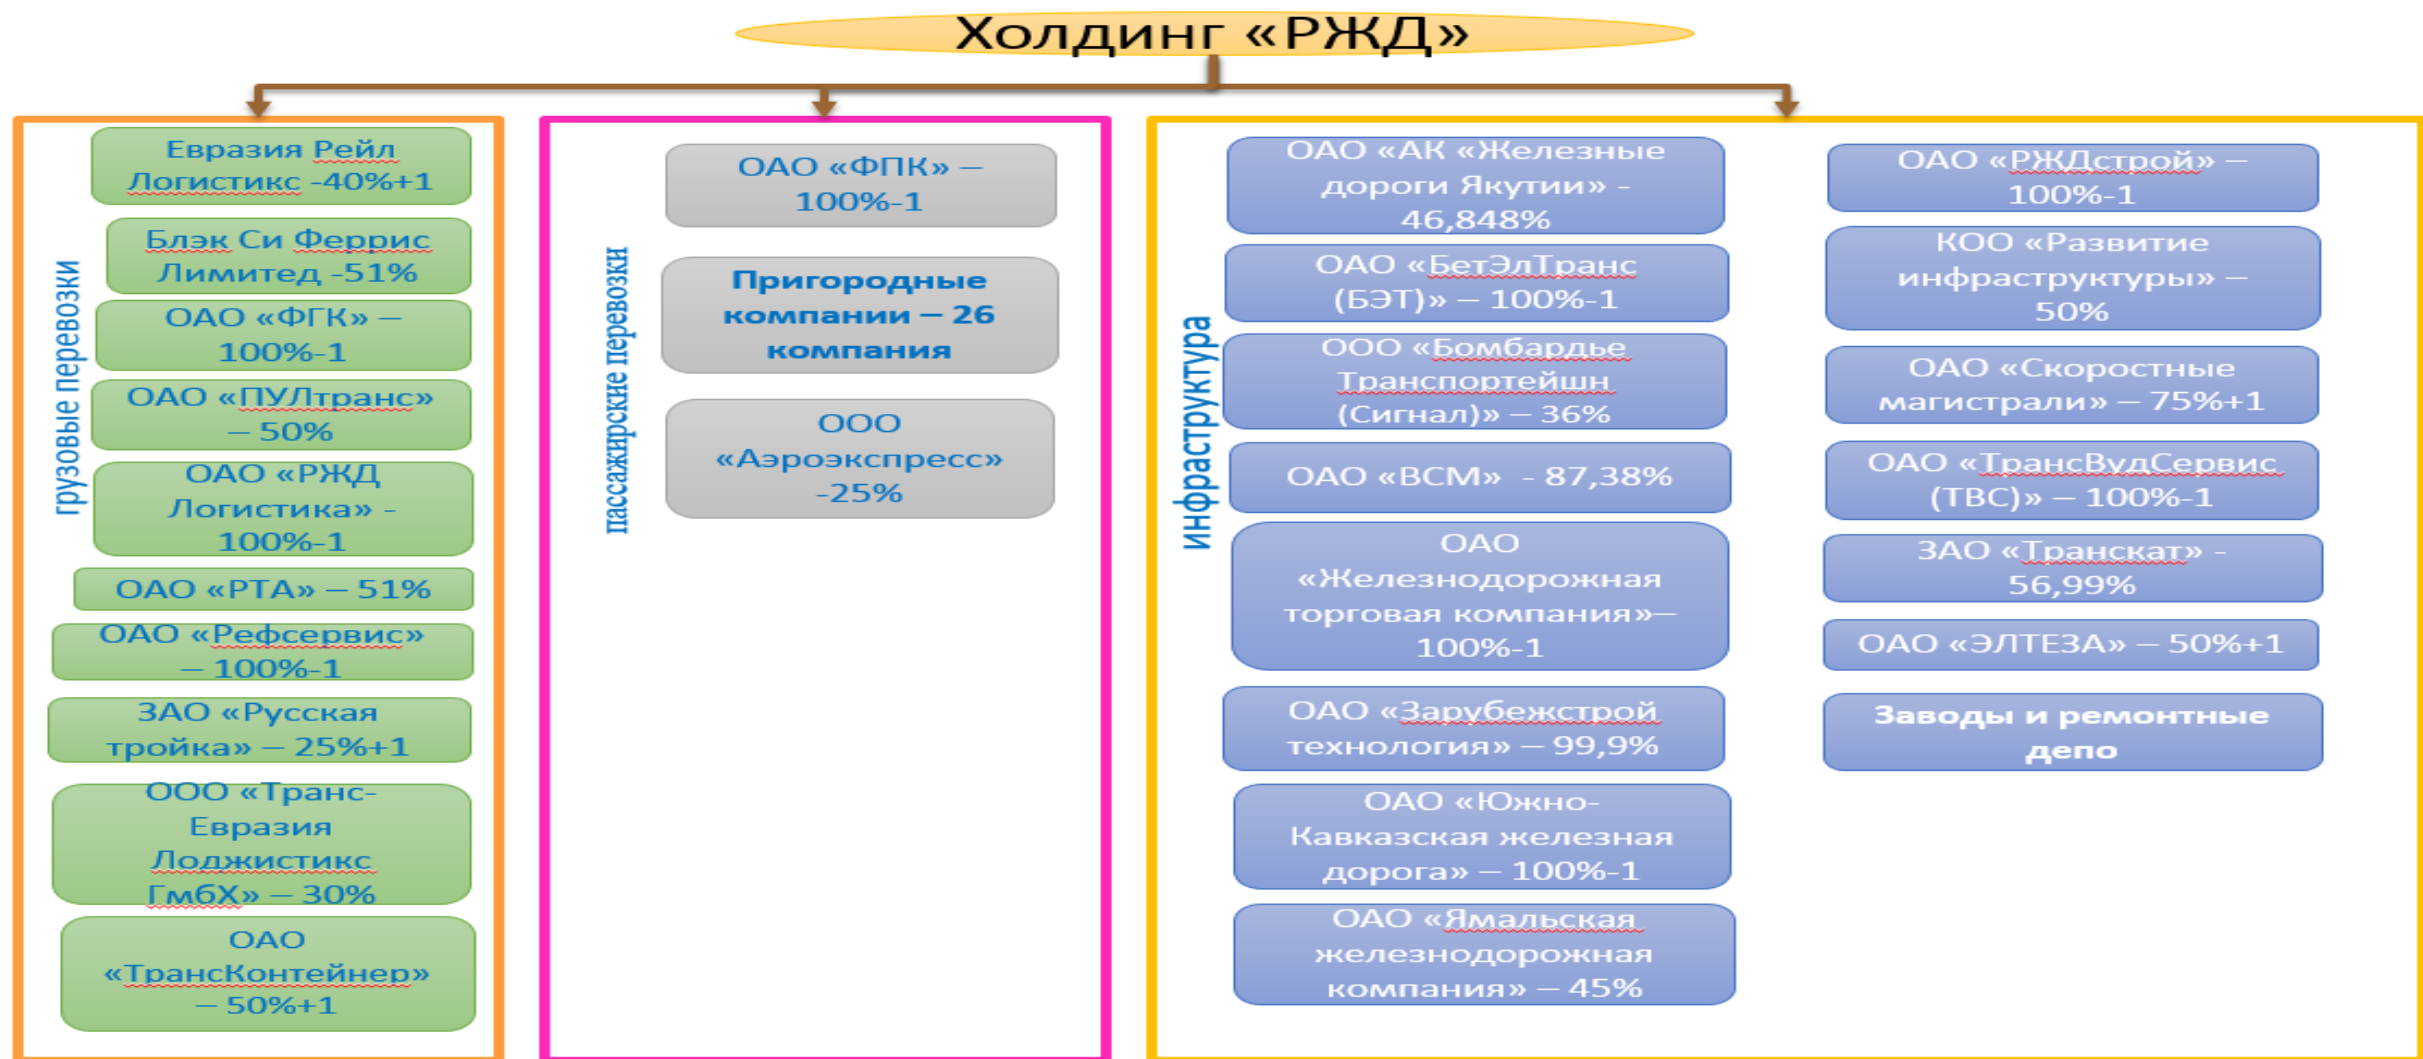 Холдинг «РЖД»
грузовые перевозки
Евразия Рейл
Логистикс -40%+1
Блэк Си Феррис
Лимитед -51%
ОАО «ФГК» –
100%-1
ОАО «ПУЛтранс»
– 50%
ОАО «РЖД
Логистика» -
100%-1
ОАО «РТА» – 51%
ОАО «Рефсервис»
– 100%-1
ЗАО «Русская
тройка» – 25%+1
ООО «Транс-
Евразия
Лоджистикс
ГмбХ» – 30%
ОАО
«ТрансКонтейнер»
– 50%+1
пассажирские перевозки
ОАО «ФПК» –
100%-1
Пригородные
компании – 26
компания
ООО
«Аэроэкспресс»
-25%
инфраструктура
ОАО «АК «Железные
дороги Якутии» -
46,848%
ОАО «БетЭлТранс
(БЭТ)» – 100%-1
ООО «Бомбардье
Транспортейшн
(Сигнал)» – 36%
ОАО «ВСМ» - 87,38%
ОАО
«Железнодорожная
торговая компания»–
100%-1
ОАО «Зарубежстрой
технология» – 99,9%
ОАО «Южно-
Кавказская железная
дорога» – 100%-1
ОАО «Ямальская
железнодорожная
компания» – 45%
ОАО «РЖДстрой» –
100%-1
КОО «Развитие
инфраструктуры» –
50%
ОАО «Скоростные
магистрали» – 75%+1
ОАО «ТрансВудСервис
(ТВС)» – 100%-1
ЗАО «Транскат» -
56,99%
ОАО «ЭЛТЕЗА» – 50%+1
Заводы и ремонтные
депо